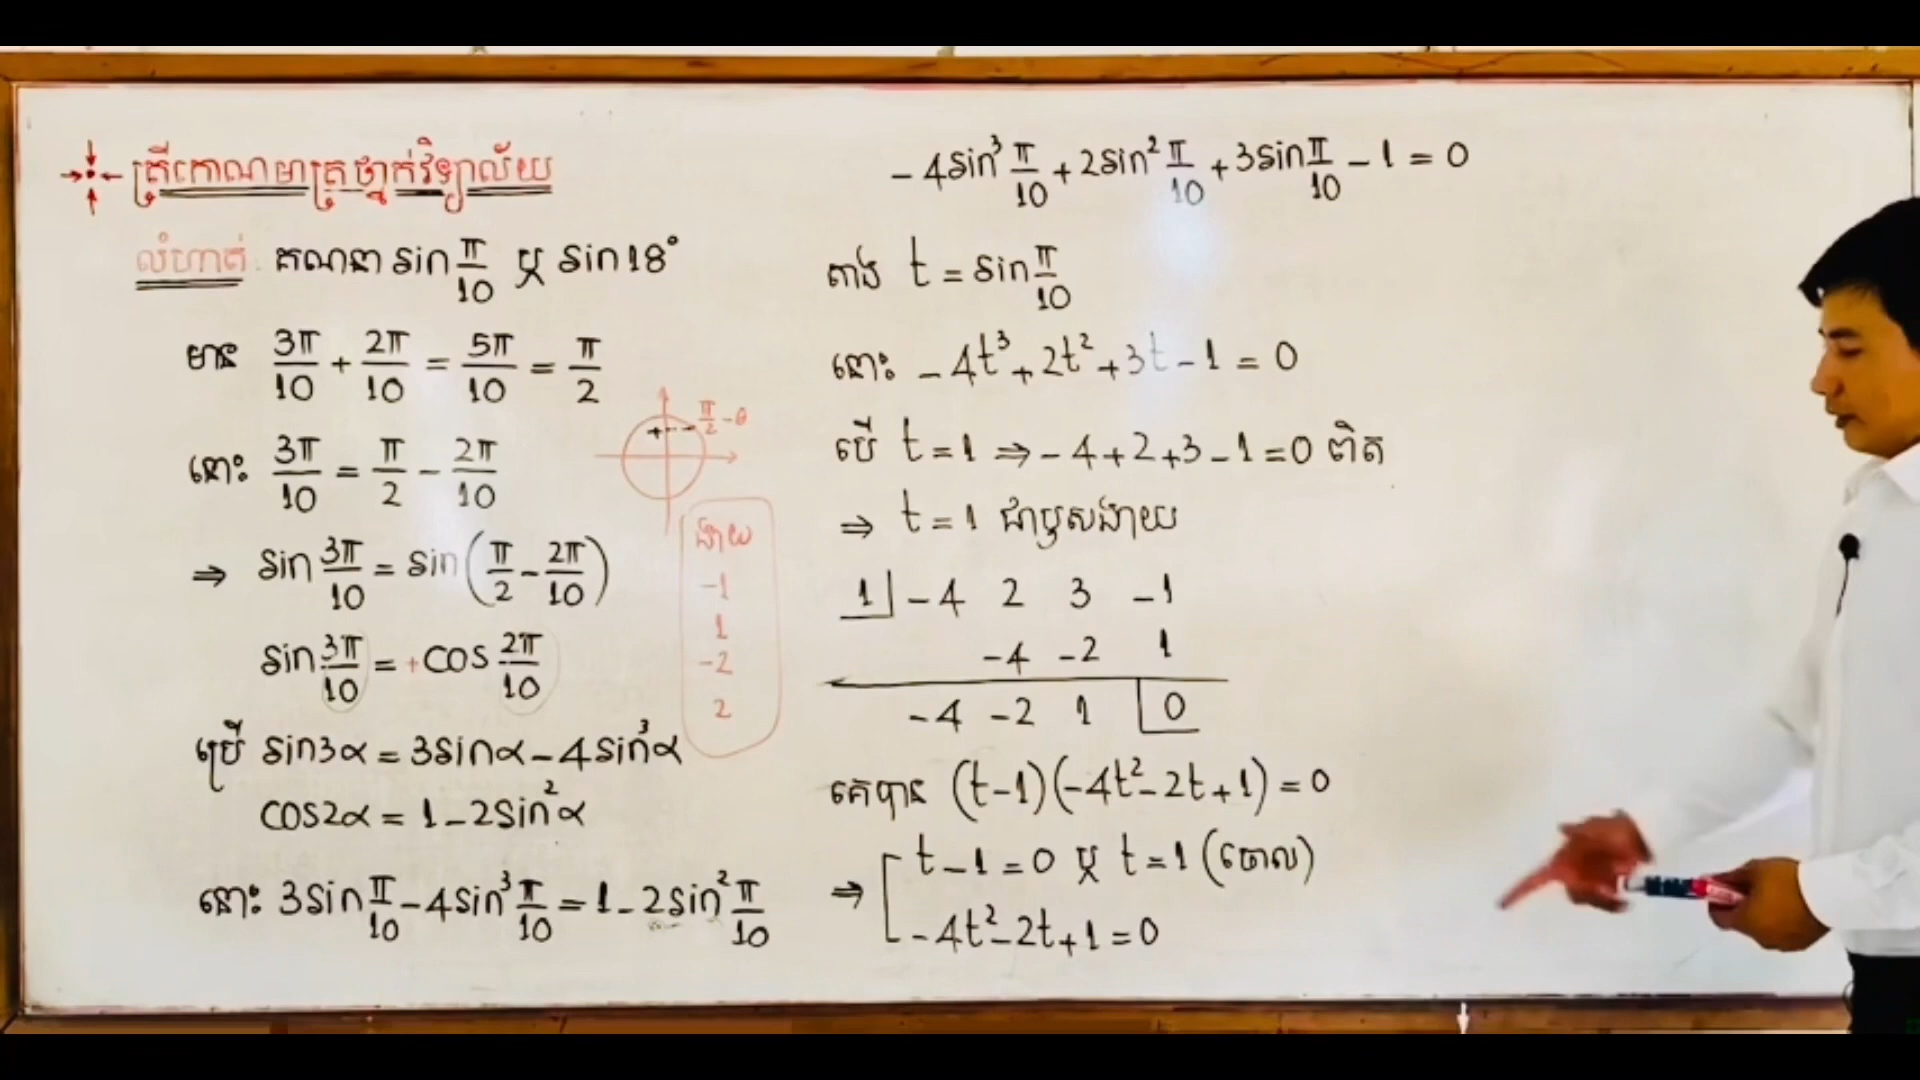 ត្រីកោណមាត្រថ្នាក់វិទ្យាល័យ
លំហាត់ គណនា sin π/10 ឬ sin 18°
មាន 3π/10 + 2π/10 = 5π/10 = π/2
នោះ 3π/10 = π/2 - 2π/10
⇒ sin 3π/10 = sin(π/2 - 2π/10)
sin 3π/10 = +cos 2π/10
ប្រើ sin3α = 3sinα - 4sin³α
cos2α = 1 - 2sin²α
នោះ 3sin π/10 - 4sin³ π/10 = 1 - 2sin² π/10
π/2 - θ
+
ងាយ
-1
1
-2
2
-4sin³ π/10 + 2sin² π/10 + 3sin π/10 - 1 = 0
តាង t = sin π/10
នោះ -4t³ + 2t² + 3t - 1 = 0
បើ t = 1 ⇒ -4 + 2 + 3 - 1 = 0 ពិត
⇒ t = 1 ជាឫសងាយ
1 -4 2 3 -1
-4 -2 1
-4 -2 1 0
គេបាន (t-1)(-4t²-2t+1) = 0
⇒ t - 1 = 0 ឬ t = 1 (ចោល)
-4t² - 2t + 1 = 0